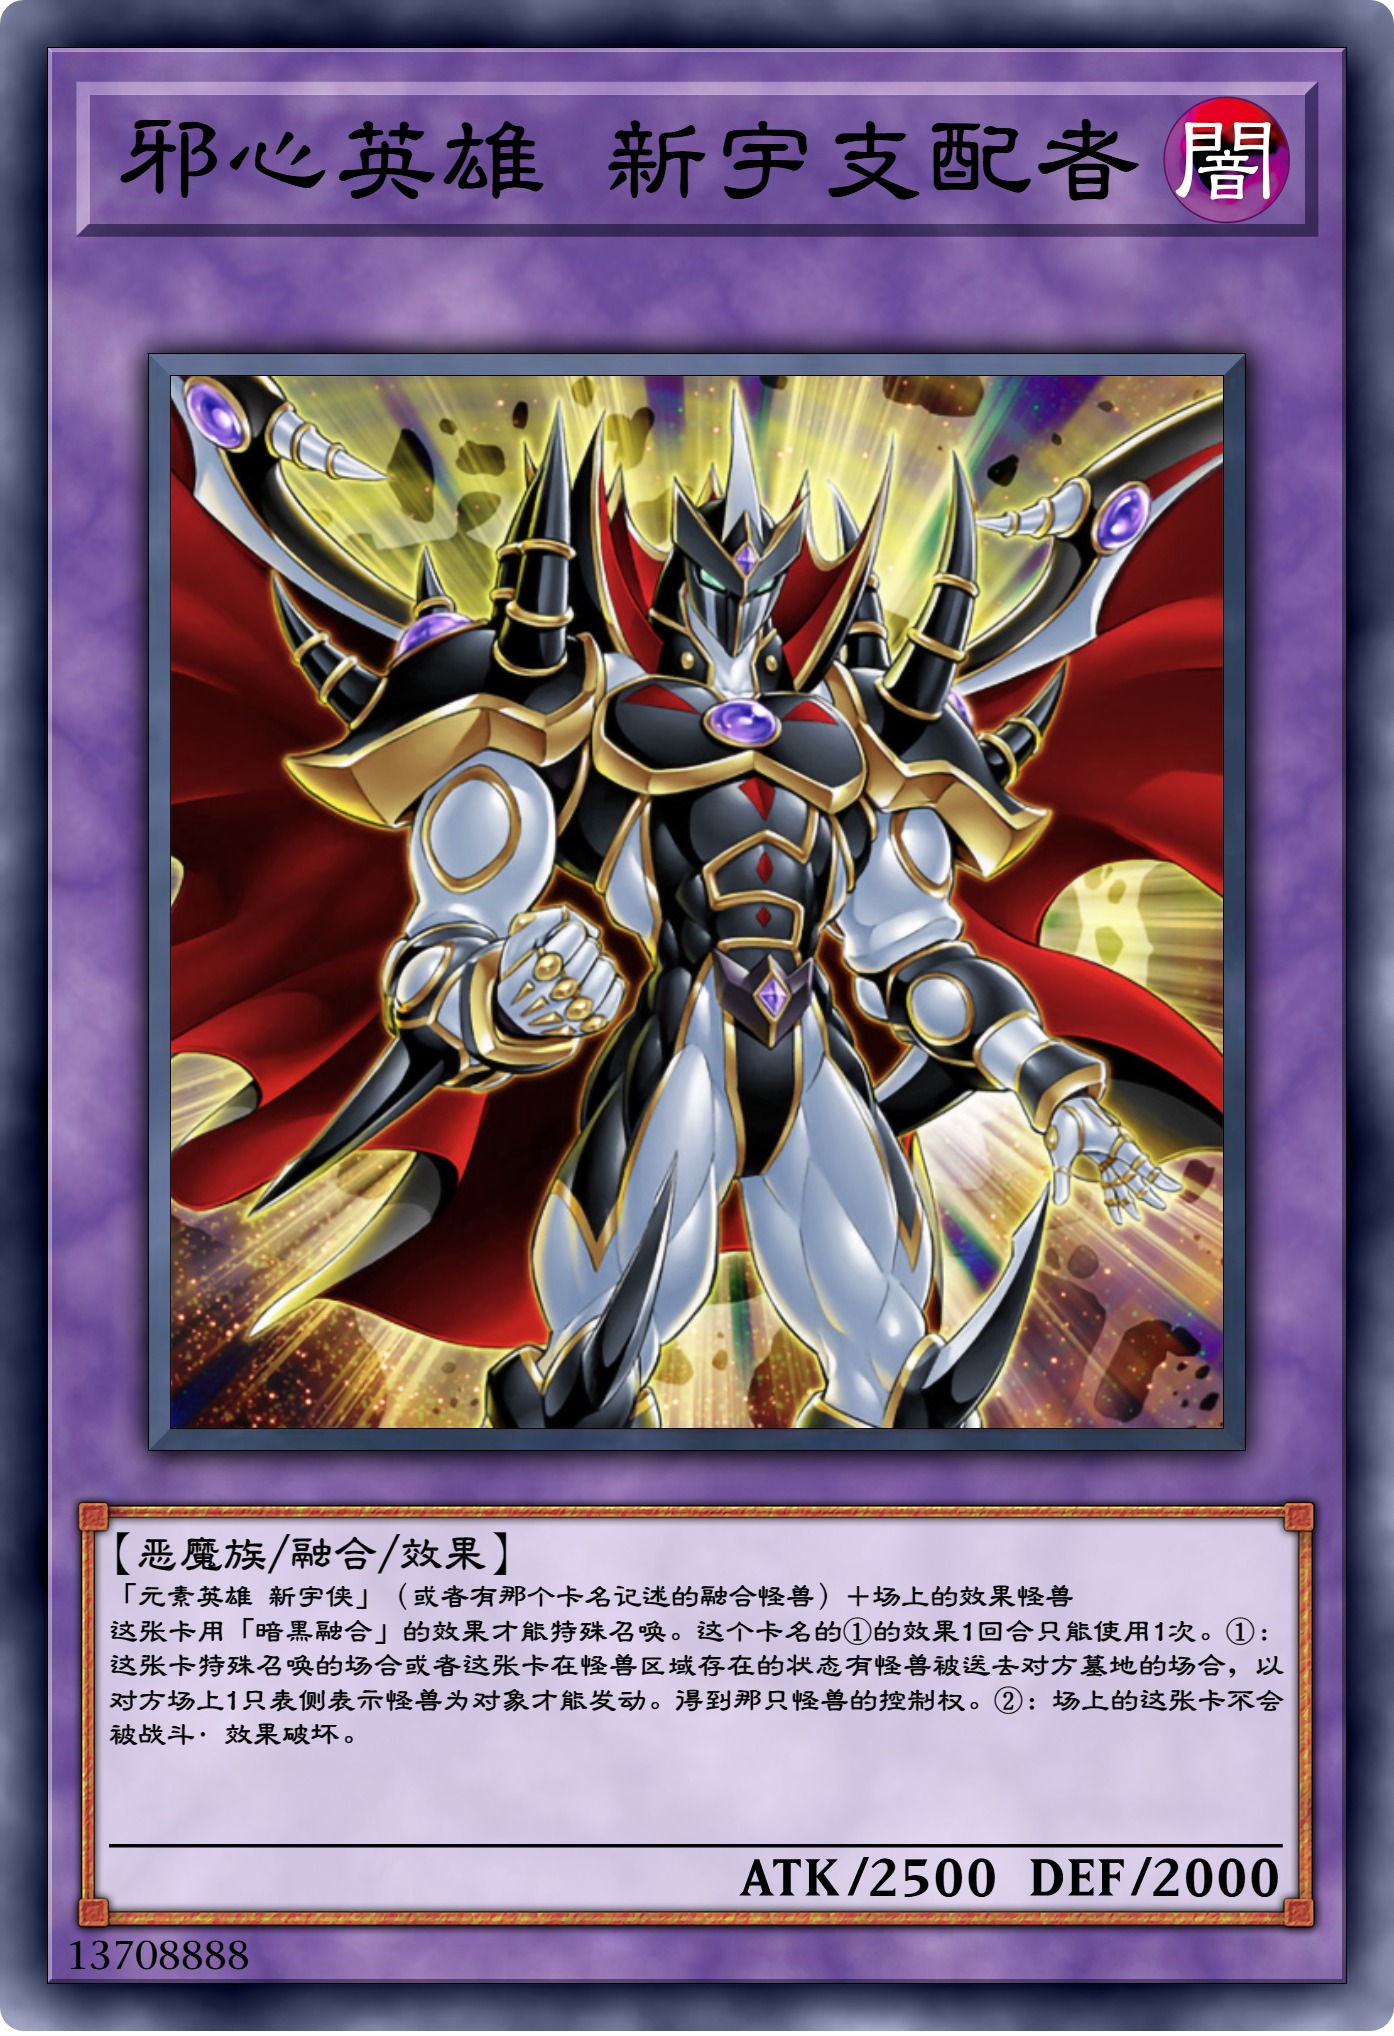 邪心英雄 新宇支配者
闇
【恶魔族/融合/效果】
「元素英雄 新宇侠」（或者有那个卡名记述的融合怪兽）＋场上的效果怪兽
这张卡用「暗黑融合」的效果才能特殊召唤。这个卡名的①的效果1回合只能使用1次。①：
这张卡特殊召唤的场合或者这张卡在怪兽区域存在的状态有怪兽被送去对方墓地的场合，以
对方场上1只表侧表示怪兽为对象才能发动。得到那只怪兽的控制权。②：场上的这张卡不会
被战斗·效果破坏。
ATK/2500 DEF/2000
13708888